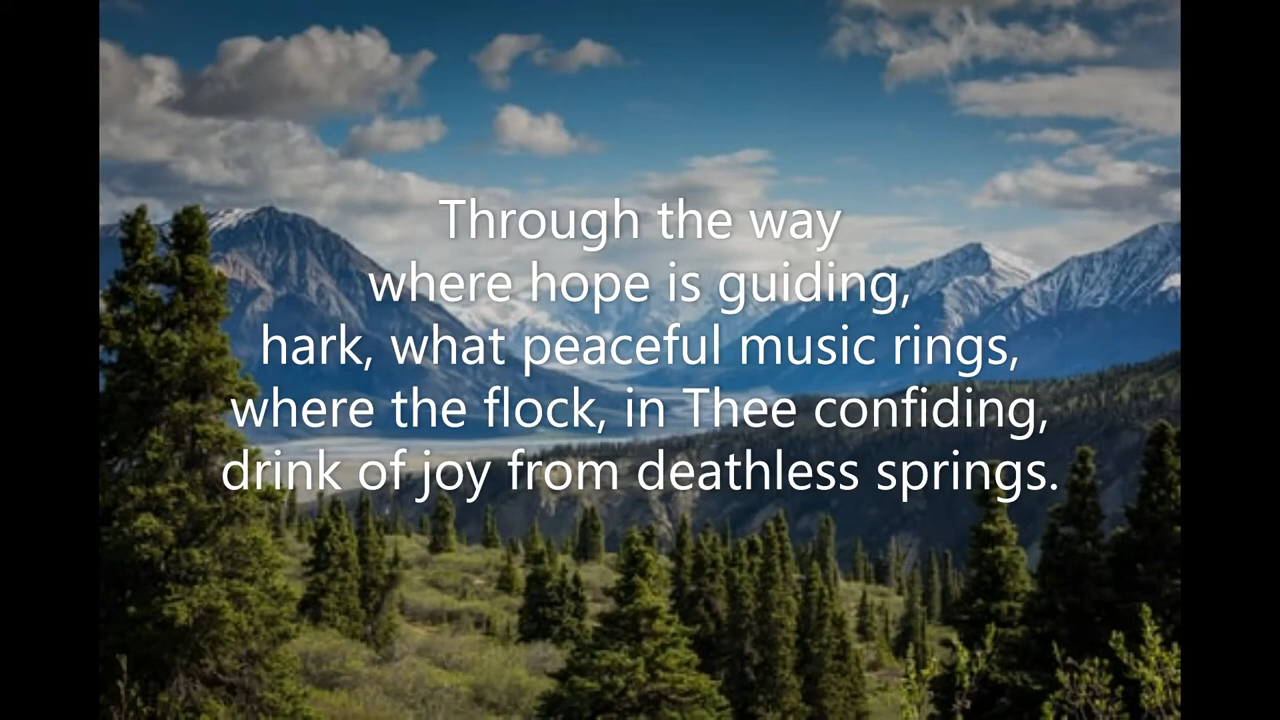 Through the way
where hope is guiding,
hark, what peaceful music rings,
where the flock, in Thee confiding,
drink of joy from deathless springs.